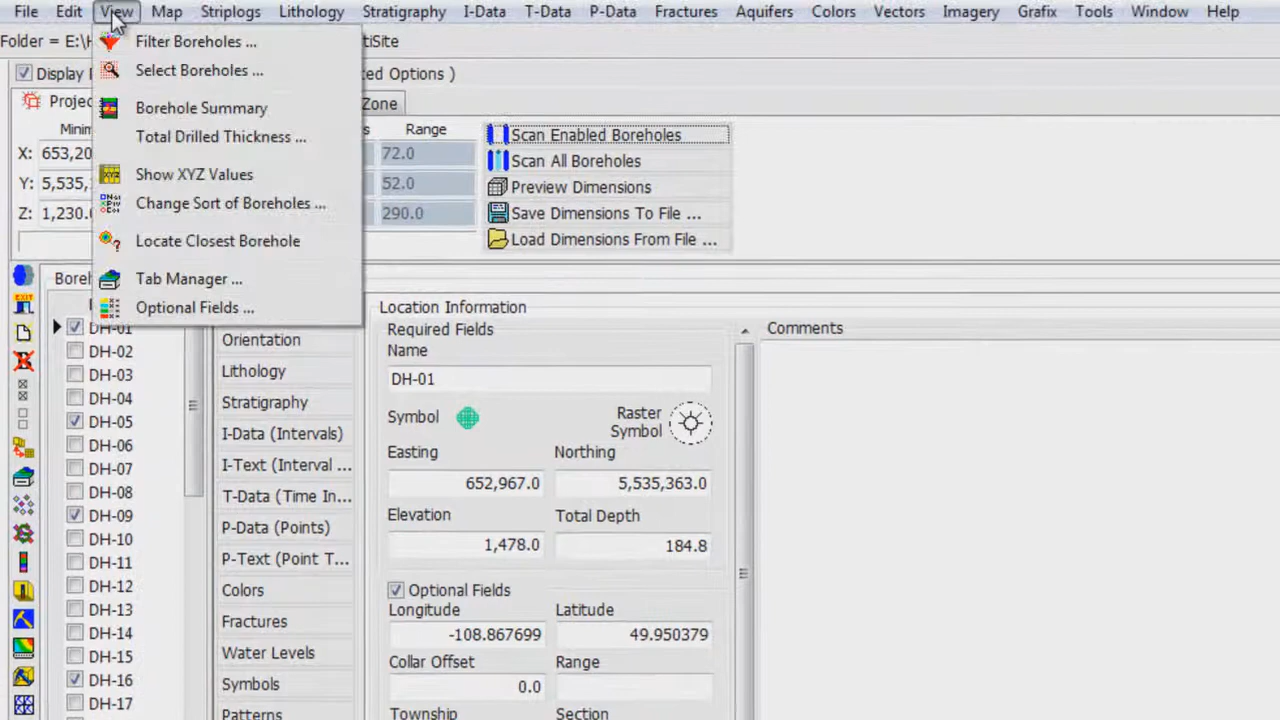 File Edit View Map Striplogs Lithology Stratigraphy I-Data T-Data P-Data Fractures Aquifers Colors Vectors Imagery Grafix Tools Window Help
Folder = E:\
tiSite
Filter Boreholes ...
Select Boreholes ...
Borehole Summary
Total Drilled Thickness ...
Show XYZ Values
Change Sort of Boreholes ...
Locate Closest Borehole
Tab Manager ...
Optional Fields ...
Display
ted Options )
Projec
Zone
Minim
s Range
X: 653,20
72.0
Y: 5,535,
52.0
Z: 1,230.0
290.0
Scan Enabled Boreholes
Scan All Boreholes
Preview Dimensions
Save Dimensions To File ...
Load Dimensions From File ...
Boreh
EXIT
DH-01
DH-02
DH-03
DH-04
DH-05
DH-06
DH-07
DH-08
DH-09
DH-10
DH-11
DH-12
DH-13
DH-14
DH-15
DH-16
DH-17
Orientation
Lithology
Stratigraphy
I-Data (Intervals)
I-Text (Interval ...
T-Data (Time In...
P-Data (Points)
P-Text (Point T...
Colors
Fractures
Water Levels
Symbols
Patterns
Location Information
Required Fields
Name
DH-01
Symbol
Raster
Symbol
Easting Northing
652,967.0 5,535,363.0
Elevation Total Depth
1,478.0 184.8
Optional Fields
Longitude Latitude
-108.867699 49.950379
Collar Offset Range
0.0
Township Section
Comments